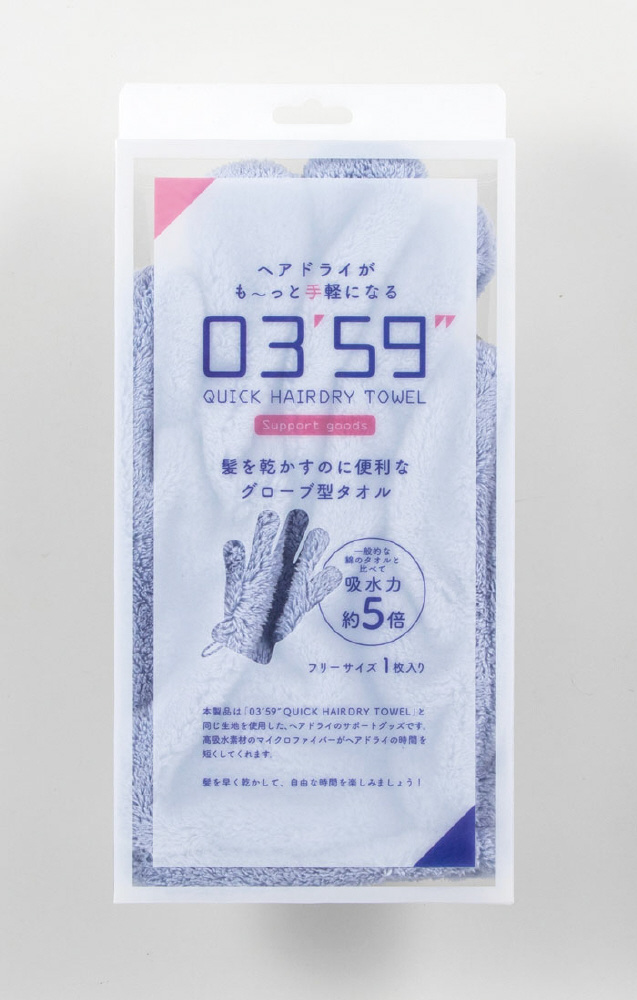 ヘアドライが
も〜っと手軽になる
03′59″
QUICK HAIRDRY TOWEL
Support goods
髪を乾かすのに便利な
グローブ型タオル
一般的な
綿のタオルと
比べて
吸水力
約5倍
フリーサイズ1枚入り
本製品は「03′59″QUICK HAIRDRY TOWEL」と
同じ生地を使用した、ヘアドライのサポートグッズです。
高吸水素材のマイクロファイバーがヘアドライの時間を
短くしてくれます。
髪を早く乾かして、自由な時間を楽しみましょう!